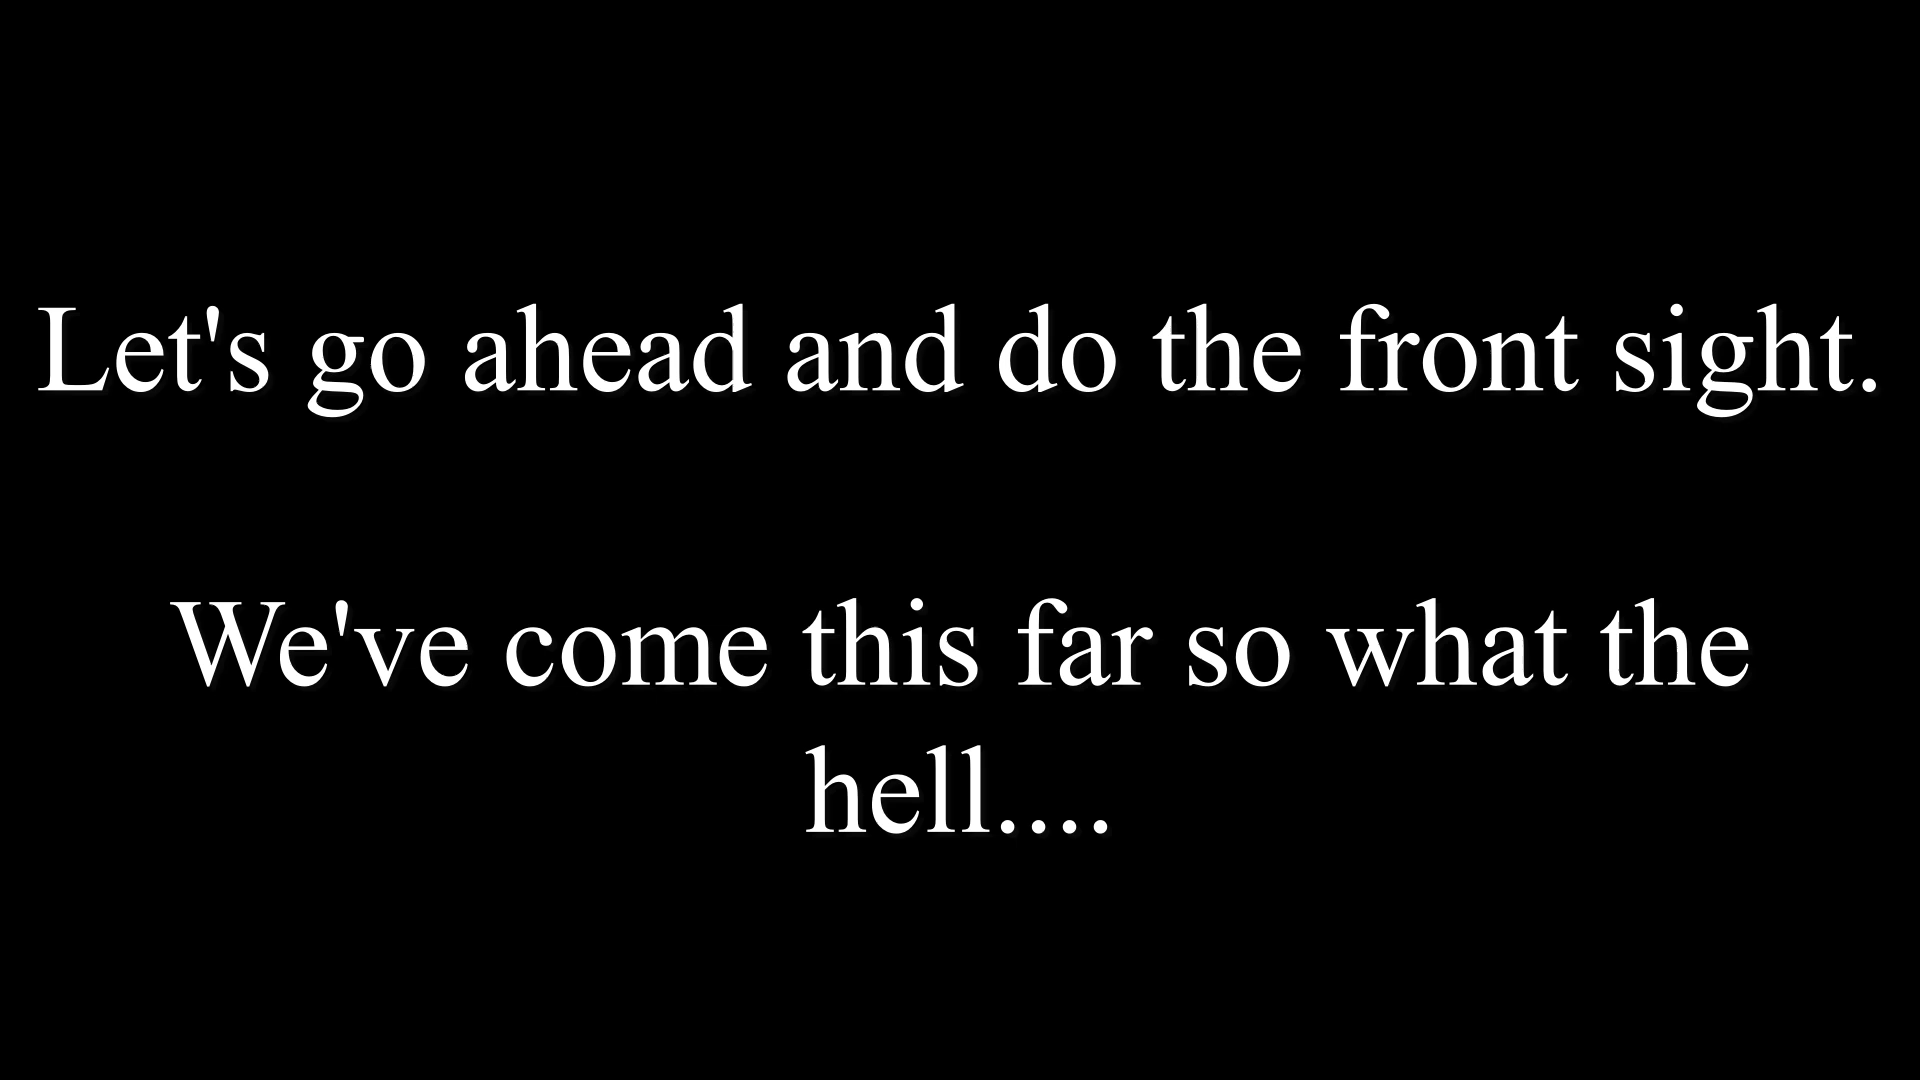 Let's go ahead and do the front sight.
We've come this far so what the
hell....